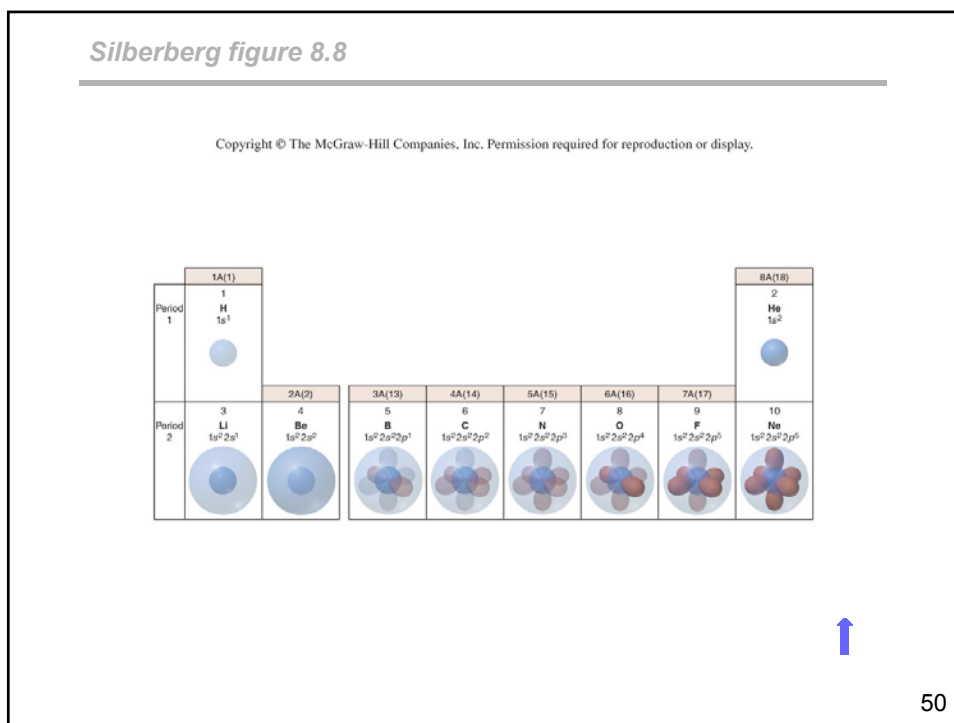 Silberberg figure 8.8
Copyright © The McGraw-Hill Companies, Inc. Permission required for reproduction or display.
1A(1) 8A(18)
Period 1
1 2
H He
1s¹ 1s²
2A(2) 3A(13) 4A(14) 5A(15) 6A(16) 7A(17)
Period 2
3 4 5 6 7 8 9 10
Li Be B C N O F Ne
1s²2s¹ 1s²2s² 1s²2s²2p¹ 1s²2s²2p² 1s²2s²2p³ 1s²2s²2p⁴ 1s²2s²2p⁵ 1s²2s²2p⁶
50